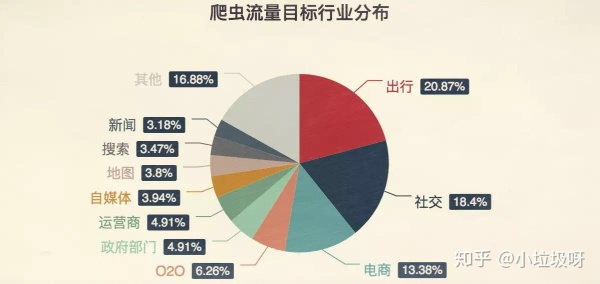 爬虫流量目标行业分布
其他 16.88%
出行 20.87%
新闻 3.18%
搜索 3.47%
地图 3.8%
自媒体 3.94%
社交 18.4%
运营商 4.91%
政府部门 4.91%
O2O 6.26%
电商 13.38%
知乎 @小垃圾呀